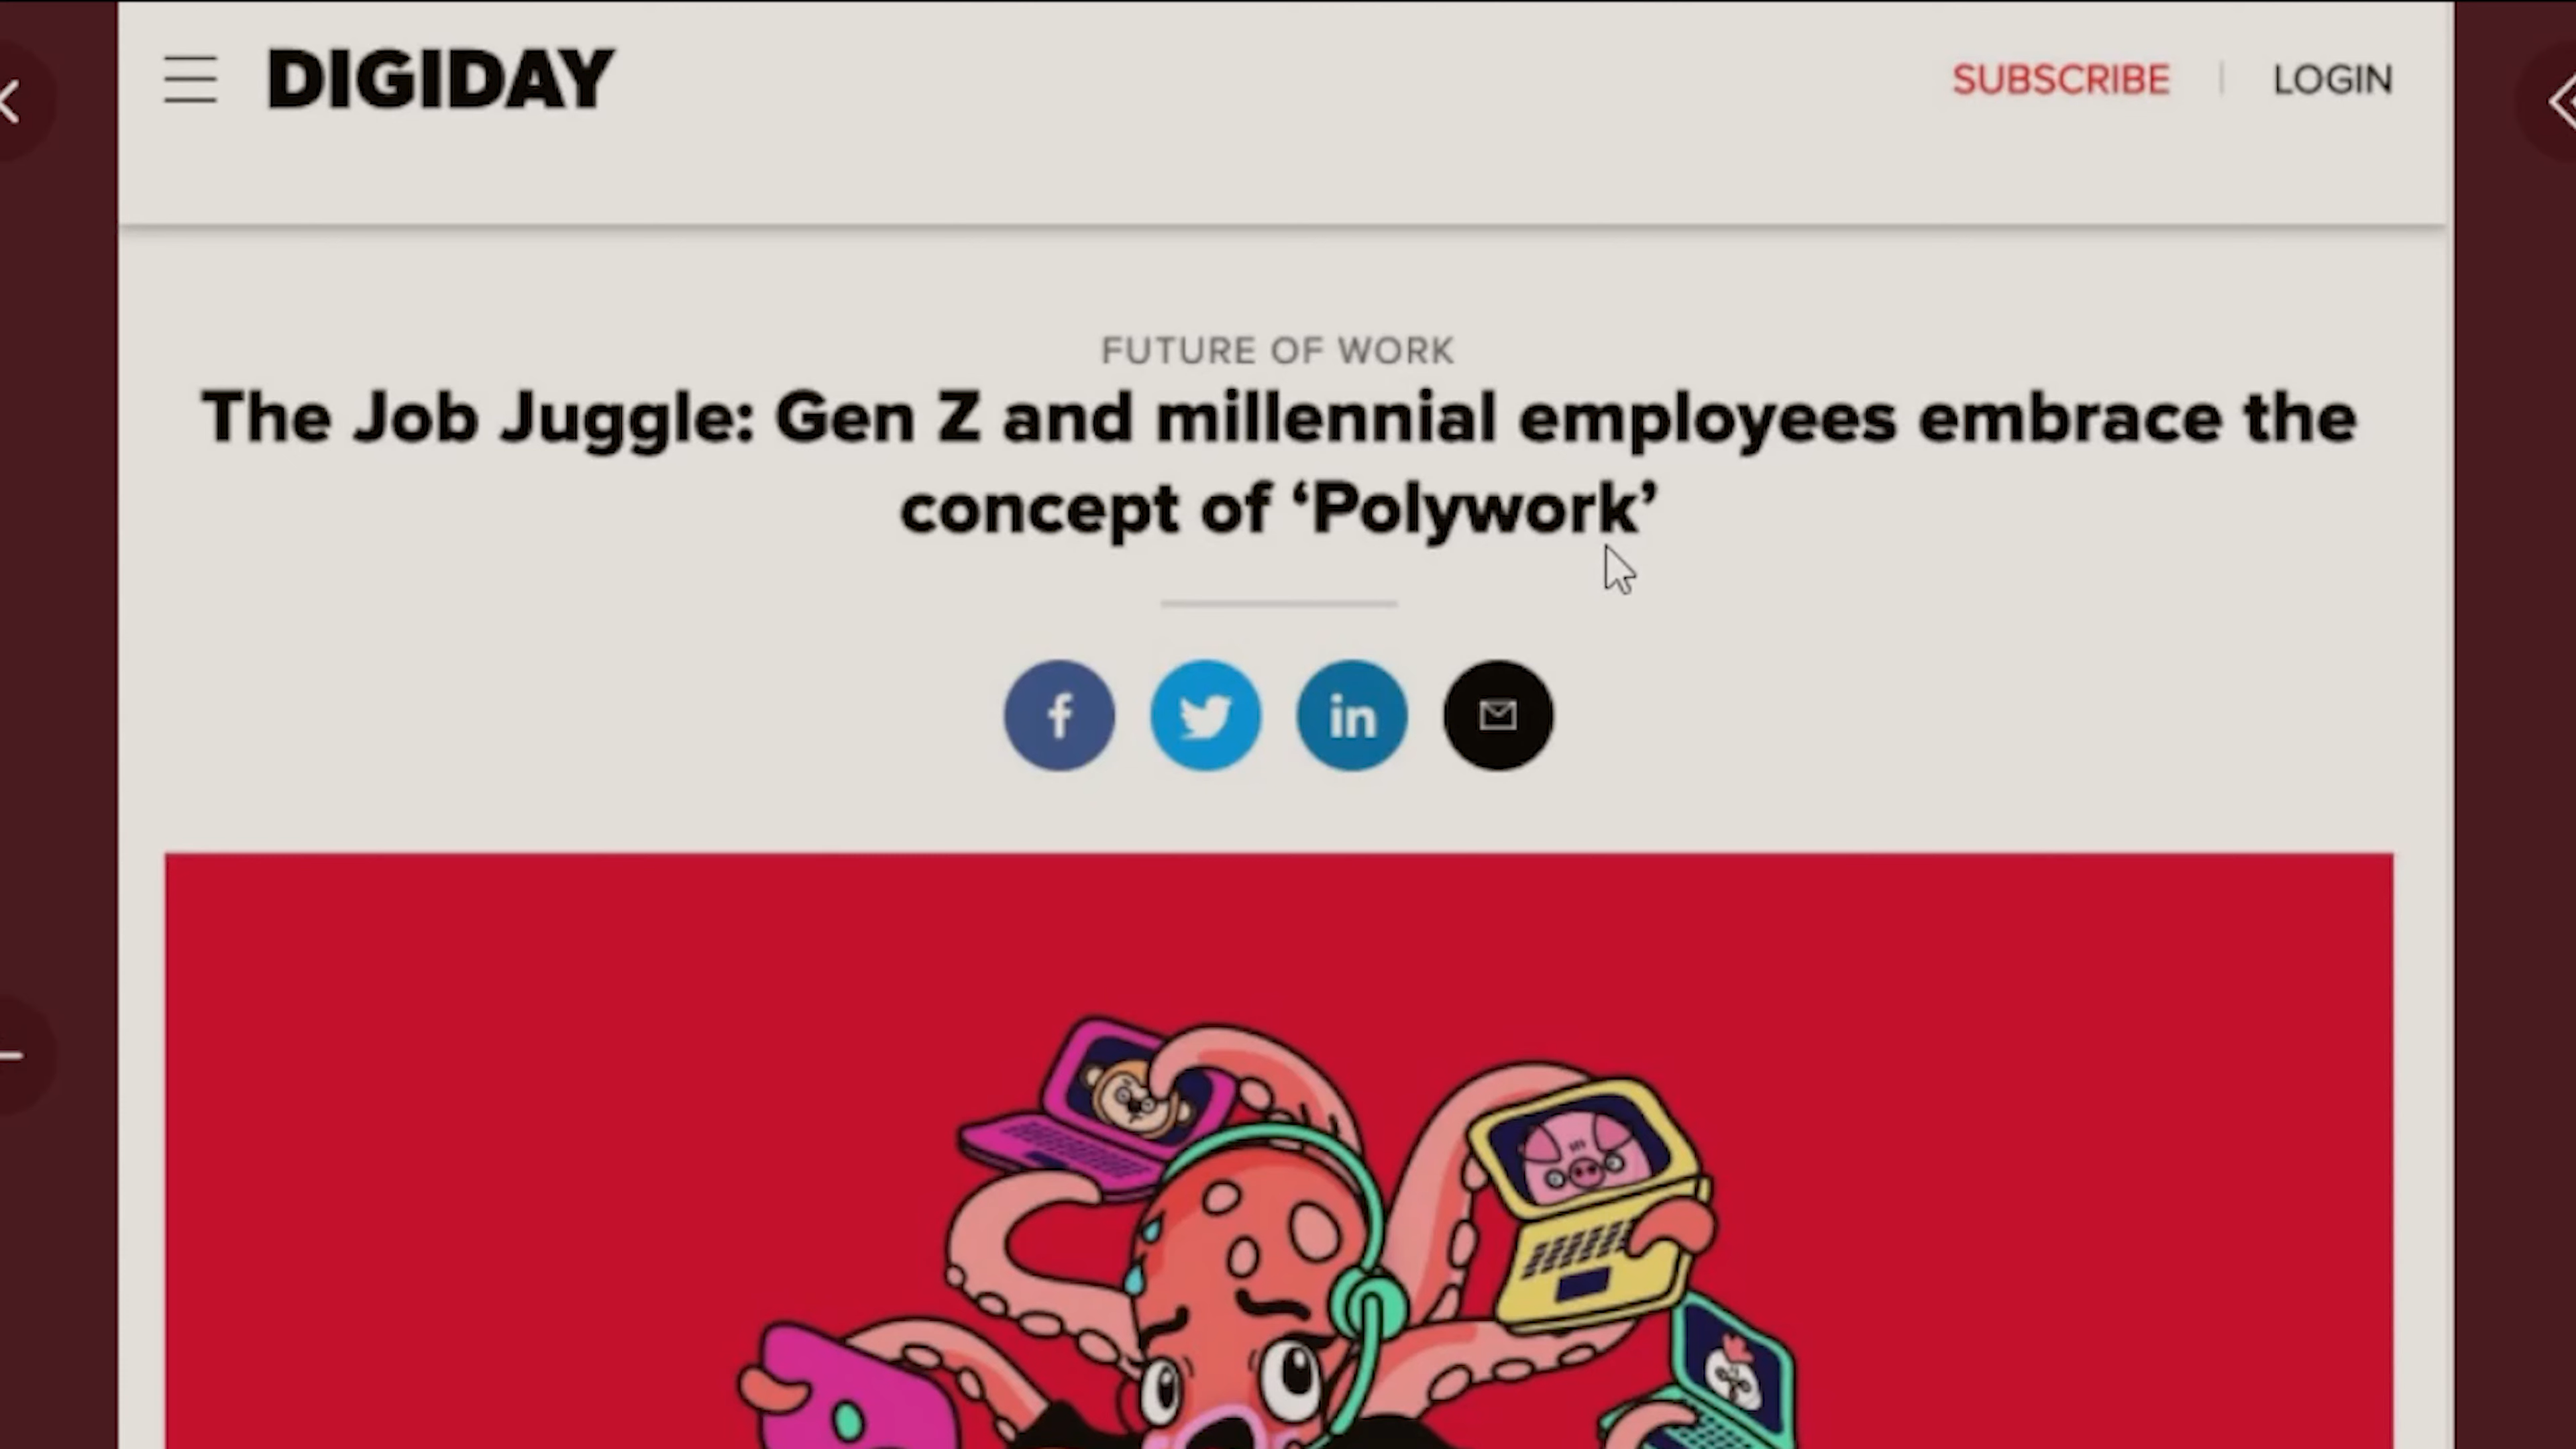 DIGIDAY
SUBSCRIBE
LOGIN
FUTURE OF WORK
The Job Juggle: Gen Z and millennial employees embrace the
concept of ‘Polywork’
f
in